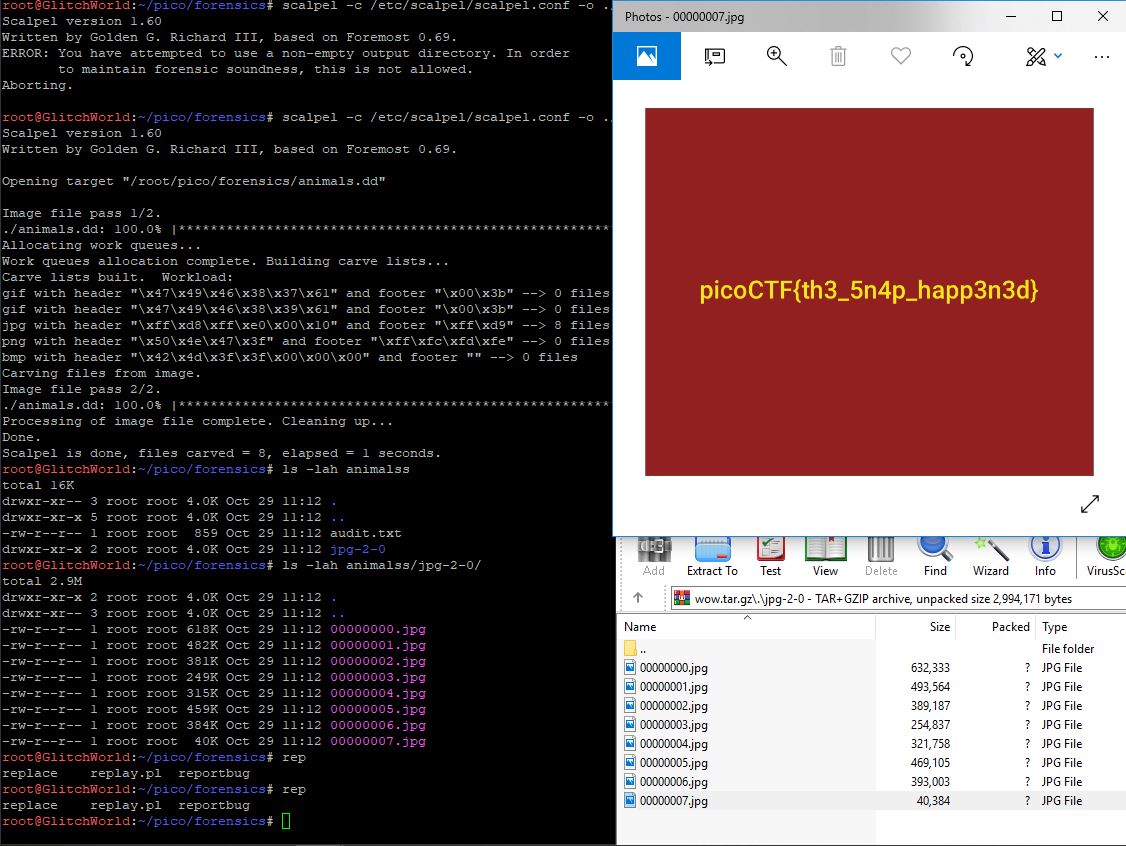 root@GlitchWorld:~/pico/forensics# scalpel -c /etc/scalpel/scalpel.conf -o ./
Scalpel version 1.60
Written by Golden G. Richard III, based on Foremost 0.69.
ERROR: You have attempted to use a non-empty output directory. In order
to maintain forensic soundness, this is not allowed.
Aborting.
root@GlitchWorld:~/pico/forensics# scalpel -c /etc/scalpel/scalpel.conf -o ./
Scalpel version 1.60
Written by Golden G. Richard III, based on Foremost 0.69.
Opening target "/root/pico/forensics/animals.dd"
Image file pass 1/2.
./animals.dd: 100.0% |*******************************************************
Allocating work queues...
Work queues allocation complete. Building carve lists...
Carve lists built.  Workload:
gif with header "\x47\x49\x46\x38\x37\x61" and footer "\x00\x3b" --> 0 files
gif with header "\x47\x49\x46\x38\x39\x61" and footer "\x00\x3b" --> 0 files
jpg with header "\xff\xd8\xff\xe0\x00\x10" and footer "\xff\xd9" --> 8 files
png with header "\x50\x4e\x47\x3f" and footer "\xff\xfc\xfd\xfe" --> 0 files
bmp with header "\x42\x4d\x3f\x3f\x00\x00\x00" and footer "" --> 0 files
Carving files from image.
Image file pass 2/2.
./animals.dd: 100.0% |*******************************************************
Processing of image file complete. Cleaning up...
Done.
Scalpel is done, files carved = 8, elapsed = 1 seconds.
root@GlitchWorld:~/pico/forensics# ls -lah animalss
total 16K
drwxr-xr-- 3 root root 4.0K Oct 29 11:12 .
drwxr-xr-x 5 root root 4.0K Oct 29 11:12 ..
-rw-r--r-- 1 root root  859 Oct 29 11:12 audit.txt
drwxr-xr-x 2 root root 4.0K Oct 29 11:12 jpg-2-0
root@GlitchWorld:~/pico/forensics# ls -lah animalss/jpg-2-0/
total 2.9M
drwxr-xr-x 2 root root 4.0K Oct 29 11:12 .
drwxr-xr-- 3 root root 4.0K Oct 29 11:12 ..
-rw-r--r-- 1 root root 618K Oct 29 11:12 00000000.jpg
-rw-r--r-- 1 root root 482K Oct 29 11:12 00000001.jpg
-rw-r--r-- 1 root root 381K Oct 29 11:12 00000002.jpg
-rw-r--r-- 1 root root 249K Oct 29 11:12 00000003.jpg
-rw-r--r-- 1 root root 315K Oct 29 11:12 00000004.jpg
-rw-r--r-- 1 root root 459K Oct 29 11:12 00000005.jpg
-rw-r--r-- 1 root root 384K Oct 29 11:12 00000006.jpg
-rw-r--r-- 1 root root  40K Oct 29 11:12 00000007.jpg
root@GlitchWorld:~/pico/forensics# rep
replace    replay.pl  reportbug
root@GlitchWorld:~/pico/forensics# rep
replace    replay.pl  reportbug
root@GlitchWorld:~/pico/forensics#
Photos - 00000007.jpg
picoCTF{th3_5n4p_happ3n3d}
Add Extract To Test View Delete Find Wizard Info VirusSc
wow.tar.gz\.\jpg-2-0 - TAR+GZIP archive, unpacked size 2,994,171 bytes
Name Size Packed Type
.. File folder
00000000.jpg 632,333 ? JPG File
00000001.jpg 493,564 ? JPG File
00000002.jpg 389,187 ? JPG File
00000003.jpg 254,837 ? JPG File
00000004.jpg 321,758 ? JPG File
00000005.jpg 469,105 ? JPG File
00000006.jpg 393,003 ? JPG File
00000007.jpg 40,384 ? JPG File